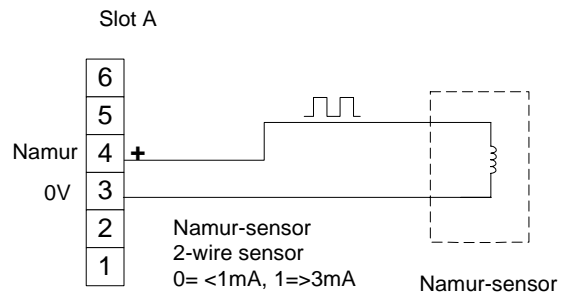 Slot A
6
5
Namur 4 +
0V 3
2
1
Namur-sensor
2-wire sensor
0= <1mA, 1=>3mA
Namur-sensor